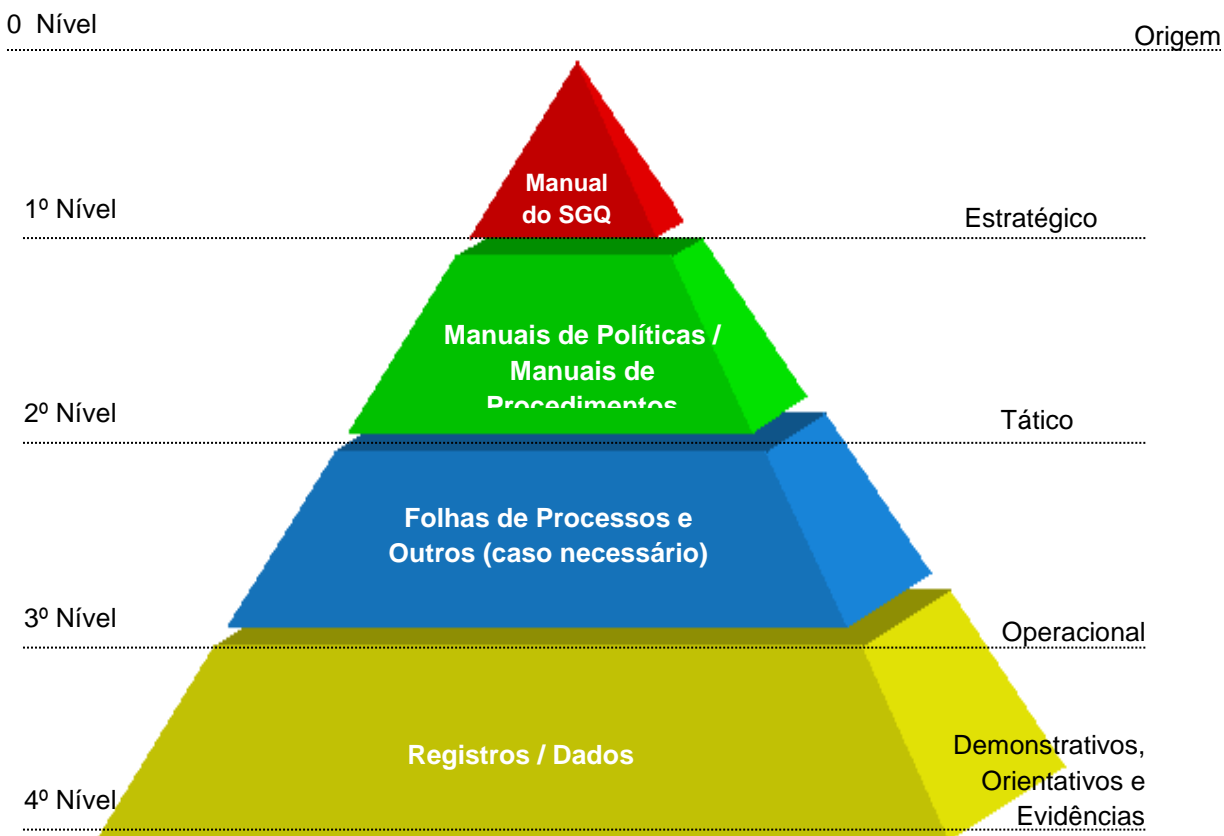 0 Nível
Origem
Manual
do SGQ
1º Nível
Estratégico
Manuais de Políticas /
Manuais de
Procedimentos
2º Nível
Tático
Folhas de Processos e
Outros (caso necessário)
3º Nível
Operacional
Registros / Dados
Demonstrativos,
Orientativos e
Evidências
4º Nível